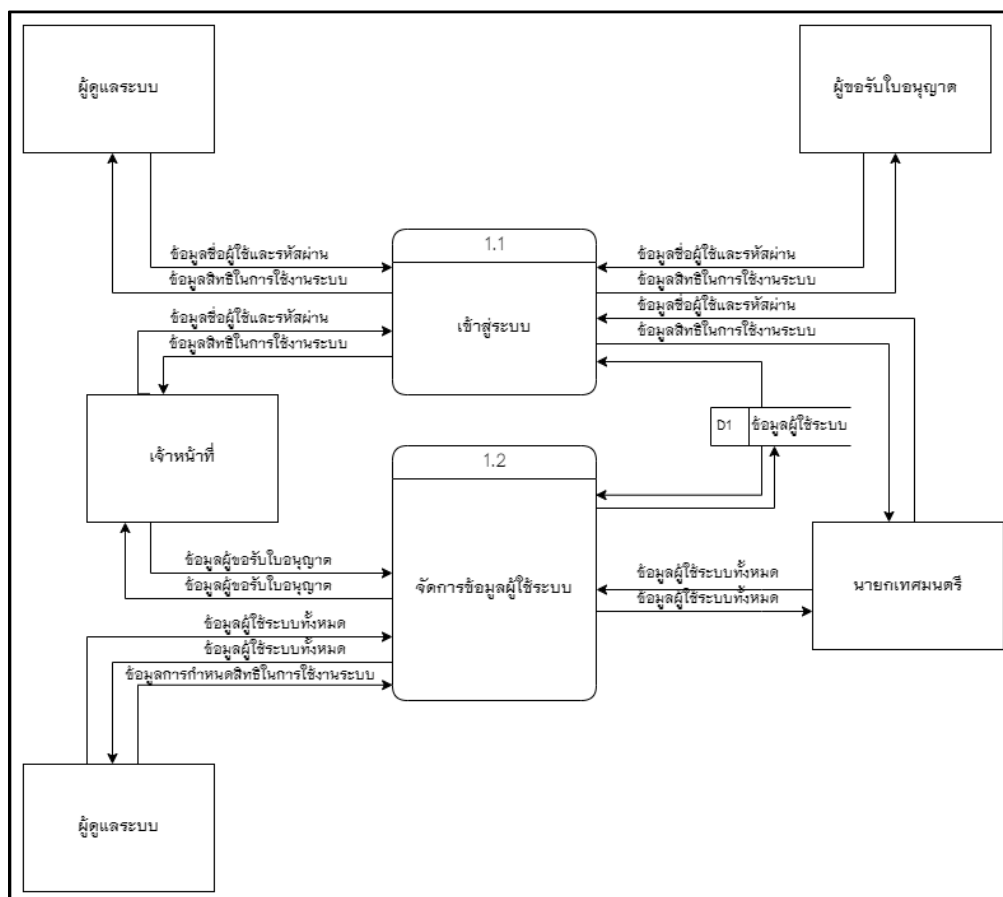 ผู้ดูแลระบบ
ผู้ขอรับใบอนุญาต
1.1
เข้าสู่ระบบ
ข้อมูลชื่อผู้ใช้และรหัสผ่าน
ข้อมูลสิทธิในการใช้งานระบบ
ข้อมูลชื่อผู้ใช้และรหัสผ่าน
ข้อมูลสิทธิในการใช้งานระบบ
ข้อมูลชื่อผู้ใช้และรหัสผ่าน
ข้อมูลสิทธิในการใช้งานระบบ
ข้อมูลชื่อผู้ใช้และรหัสผ่าน
ข้อมูลสิทธิในการใช้งานระบบ
D1 ข้อมูลผู้ใช้ระบบ
เจ้าหน้าที่
1.2
จัดการข้อมูลผู้ใช้ระบบ
ข้อมูลผู้ขอรับใบอนุญาต
ข้อมูลผู้ขอรับใบอนุญาต
ข้อมูลผู้ใช้ระบบทั้งหมด
ข้อมูลผู้ใช้ระบบทั้งหมด
นายกเทศมนตรี
ข้อมูลผู้ใช้ระบบทั้งหมด
ข้อมูลผู้ใช้ระบบทั้งหมด
ข้อมูลการกำหนดสิทธิในการใช้งานระบบ
ผู้ดูแลระบบ